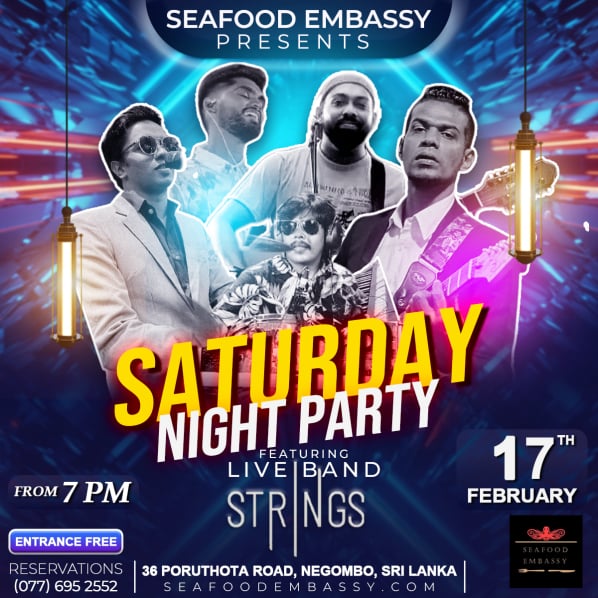 SEAFOOD EMBASSY
PRESENTS
SATURDAY
NIGHT PARTY
FEATURING
LIVE BAND
STRINGS
FROM 7 PM
17TH
FEBRUARY
ENTRANCE FREE
RESERVATIONS
(077) 695 2552
36 PORUTHOTA ROAD, NEGOMBO, SRI LANKA
SEAFOODEMBASSY.COM
SEAFOOD
EMBASSY